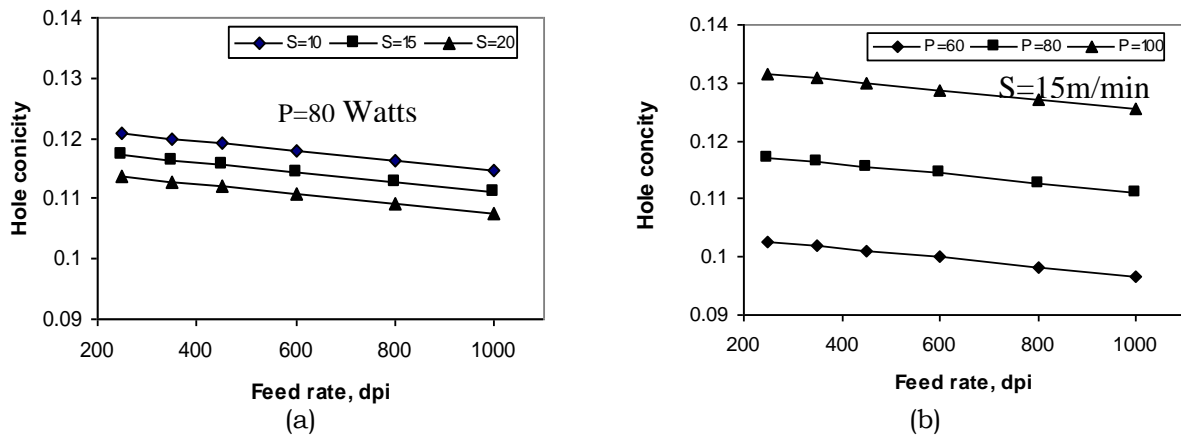 0.14
S=10 S=15 S=20
0.13
P=80 Watts
0.12
0.11
0.1
0.09
Hole conicity
200 400 600 800 1000
Feed rate, dpi
(a)
0.14
P=60 P=80 P=100
0.13
S=15m/min
0.12
0.11
0.1
0.09
Hole concity
200 400 600 800 1000
Feed rate, dpi
(b)